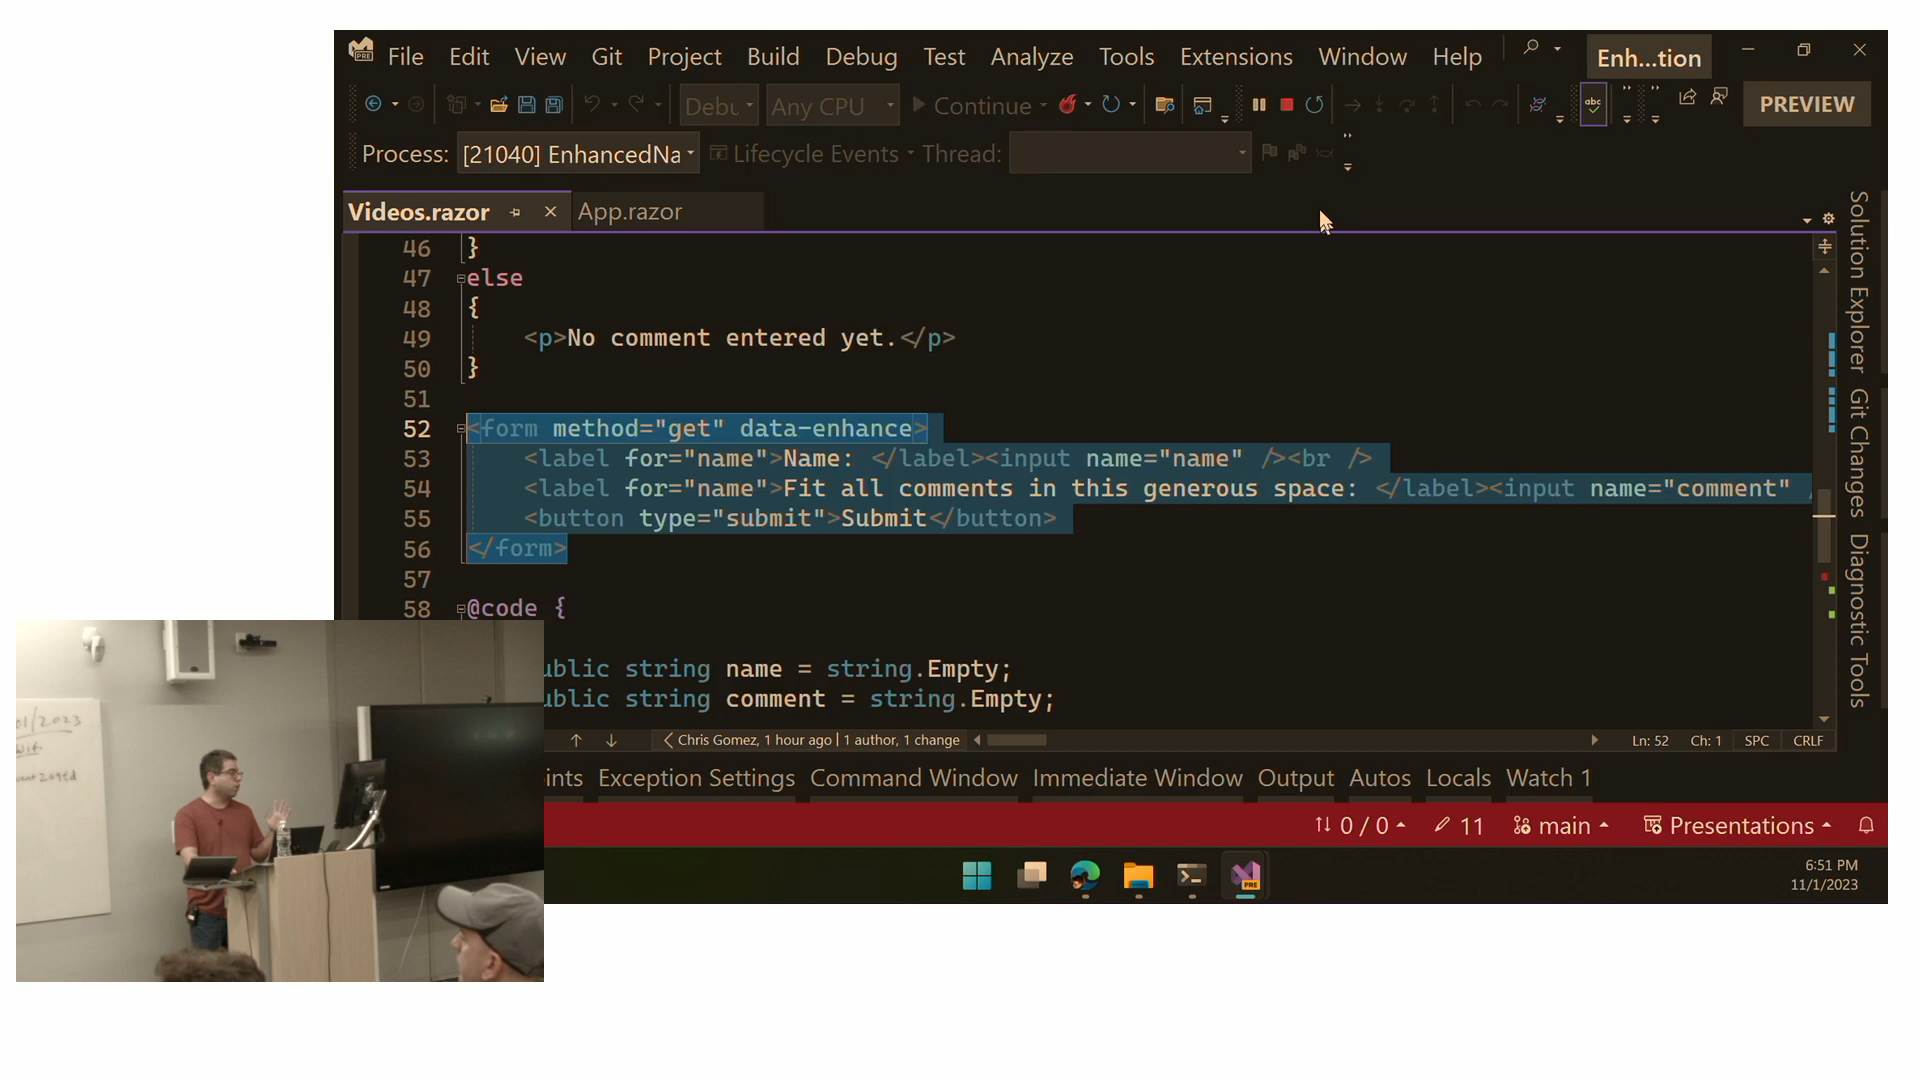 File Edit View Git Project Build Debug Test Analyze Tools Extensions Window Help Enh...tion
Debu Any CPU Continue abc PREVIEW
Process: [21040] EnhancedNa Lifecycle Events Thread:
Videos.razor App.razor
46 }
47 else
48 {
49 <p>No comment entered yet.</p>
50 }
51
52 <form method="get" data-enhance>
53 <label for="name">Name: </label><input name="name" /><br />
54 <label for="name">Fit all comments in this generous space: </label><input name="comment" /
55 <button type="submit">Submit</button>
56 </form>
57
58 @code {
ublic string name = string.Empty;
ublic string comment = string.Empty;
Solution Explorer
Git Changes
Diagnostic Tools
Chris Gomez, 1 hour ago | 1 author, 1 change Ln: 52 Ch: 1 SPC CRLF
ints Exception Settings Command Window Immediate Window Output Autos Locals Watch 1
0 / 0 11 main Presentations
PRE
6:51 PM
11/1/2023
01/2023